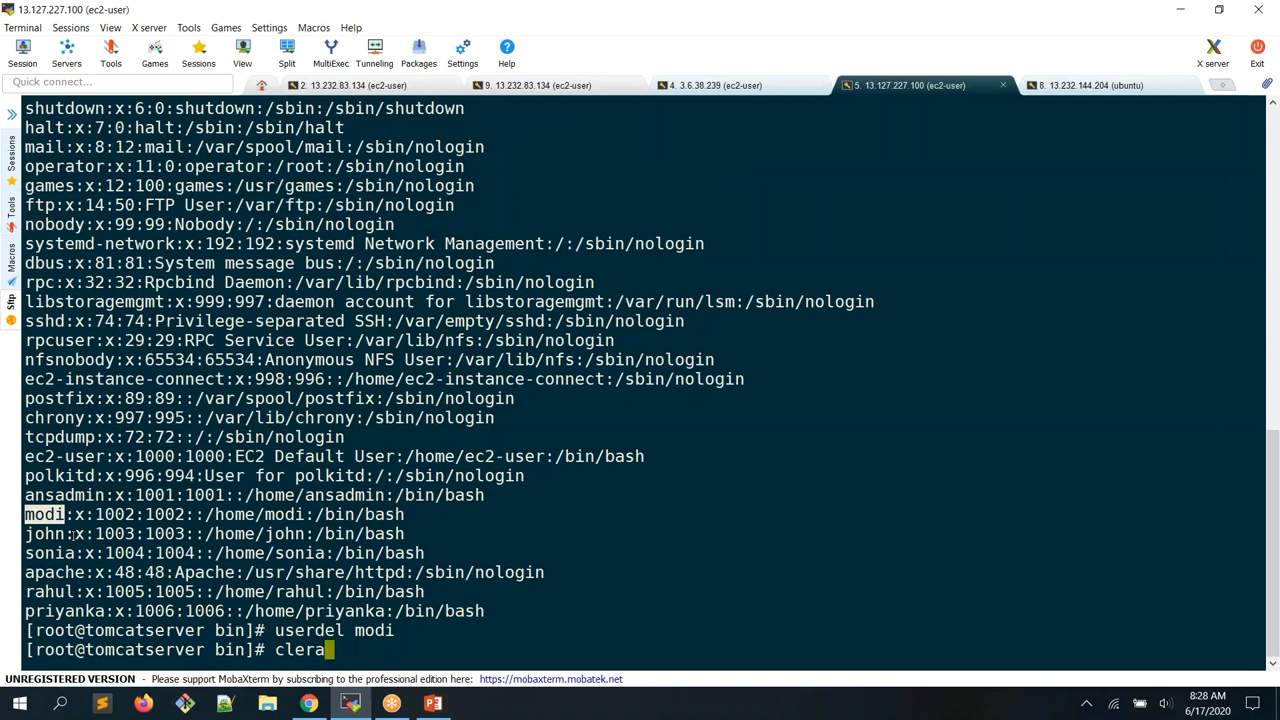 13.127.227.100 (ec2-user)
Terminal Sessions View X server Tools Games Settings Macros Help
Session Servers Tools Games Sessions View Split MultiExec Tunneling Packages Settings Help X server Exit
Quick connect...
2. 13.232.83.134 (ec2-user) 9. 13.232.83.134 (ec2-user) 4. 3.6.38.239 (ec2-user) 5. 13.127.227.100 (ec2-user) 8. 13.232.144.204 (ubuntu)
Sessions
Tools
Macros
Sftp
shutdown:x:6:0:shutdown:/sbin:/sbin/shutdown
halt:x:7:0:halt:/sbin:/sbin/halt
mail:x:8:12:mail:/var/spool/mail:/sbin/nologin
operator:x:11:0:operator:/root:/sbin/nologin
games:x:12:100:games:/usr/games:/sbin/nologin
ftp:x:14:50:FTP User:/var/ftp:/sbin/nologin
nobody:x:99:99:Nobody:/:/sbin/nologin
systemd-network:x:192:192:systemd Network Management:/:/sbin/nologin
dbus:x:81:81:System message bus:/:/sbin/nologin
rpc:x:32:32:Rpcbind Daemon:/var/lib/rpcbind:/sbin/nologin
libstoragemgmt:x:999:997:daemon account for libstoragemgmt:/var/run/lsm:/sbin/nologin
sshd:x:74:74:Privilege-separated SSH:/var/empty/sshd:/sbin/nologin
rpcuser:x:29:29:RPC Service User:/var/lib/nfs:/sbin/nologin
nfsnobody:x:65534:65534:Anonymous NFS User:/var/lib/nfs:/sbin/nologin
ec2-instance-connect:x:998:996::/home/ec2-instance-connect:/sbin/nologin
postfix:x:89:89::/var/spool/postfix:/sbin/nologin
chrony:x:997:995::/var/lib/chrony:/sbin/nologin
tcpdump:x:72:72::/:/sbin/nologin
ec2-user:x:1000:1000:EC2 Default User:/home/ec2-user:/bin/bash
polkitd:x:996:994:User for polkitd:/:/sbin/nologin
ansadmin:x:1001:1001::/home/ansadmin:/bin/bash
modi:x:1002:1002::/home/modi:/bin/bash
john:x:1003:1003::/home/john:/bin/bash
sonia:x:1004:1004::/home/sonia:/bin/bash
apache:x:48:48:Apache:/usr/share/httpd:/sbin/nologin
rahul:x:1005:1005::/home/rahul:/bin/bash
priyanka:x:1006:1006::/home/priyanka:/bin/bash
[root@tomcatserver bin]# userdel modi
[root@tomcatserver bin]# clera
UNREGISTERED VERSION - Please support MobaXterm by subscribing to the professional edition here: https://mobaxterm.mobatek.net
8:28 AM
6/17/2020